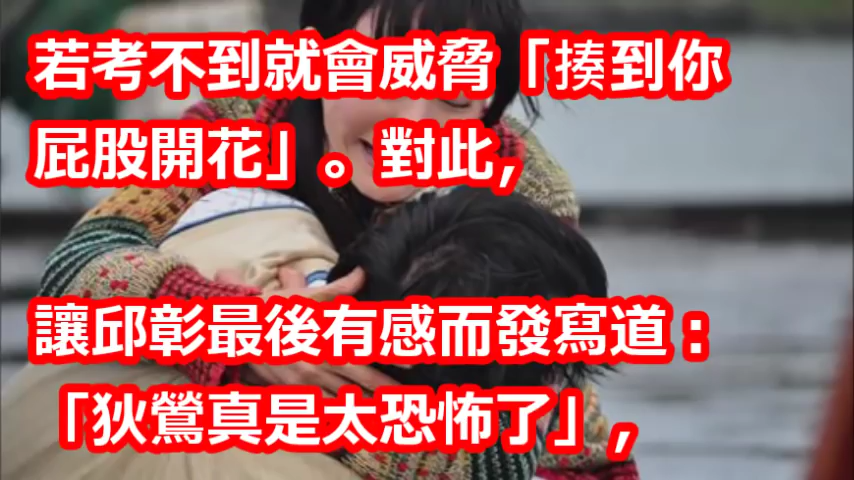 若考不到就會威脅「揍到你
屁股開花」。對此,
讓邱彰最後有感而發寫道：
「狄鶯真是太恐怖了」,